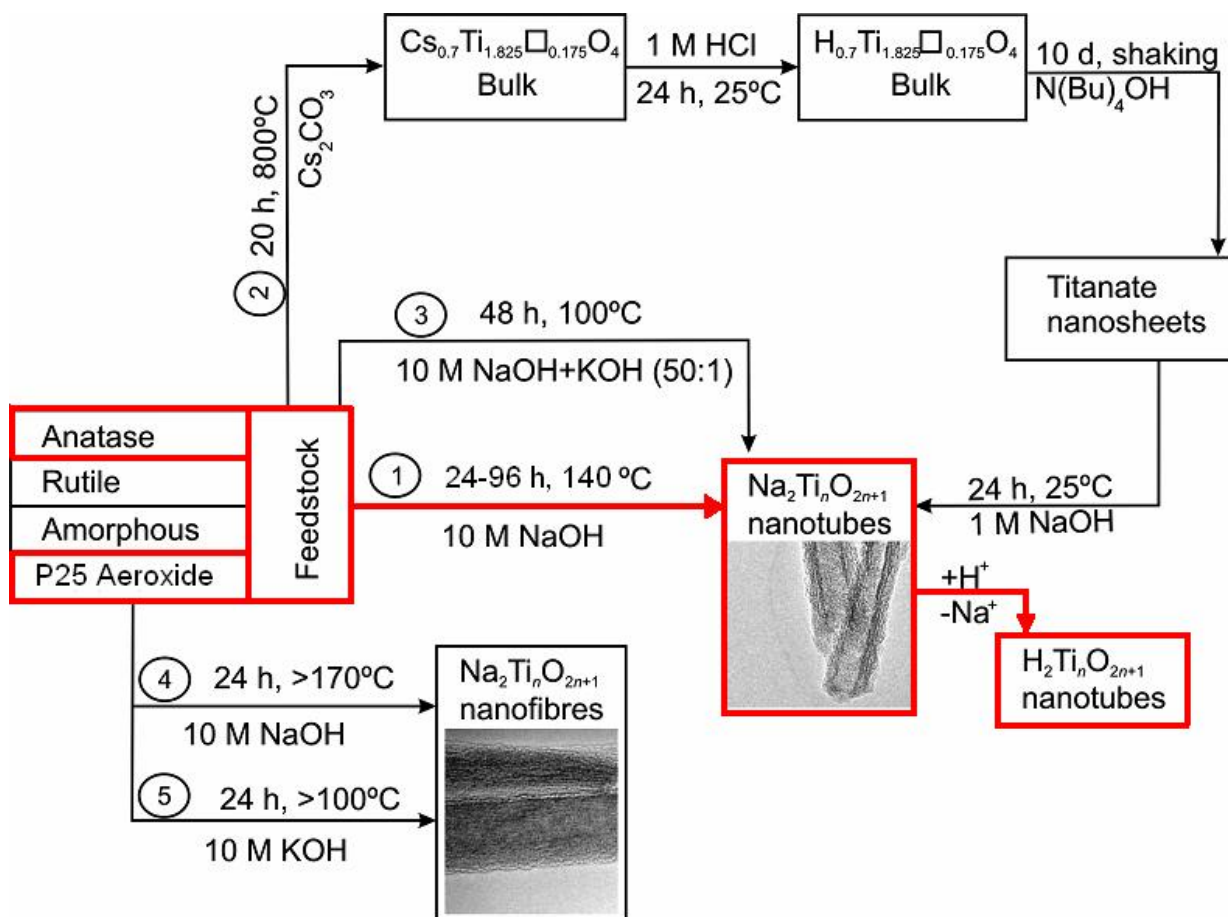 Cs₀.₇Ti₁.₈₂₅□₀.₁₇₅O₄
Bulk
1 M HCl
24 h, 25ºC
H₀.₇Ti₁.₈₂₅□₀.₁₇₅O₄
Bulk
10 d, shaking
N(Bu)₄OH
2 20 h, 800ºC
Cs₂CO₃
Titanate
nanosheets
3 48 h, 100ºC
10 M NaOH+KOH (50:1)
Anatase
Rutile
Amorphous
P25 Aeroxide
Feedstock
1 24-96 h, 140 ºC
10 M NaOH
Na₂TiₙO₂ₙ₊₁
nanotubes
24 h, 25ºC
1 M NaOH
+H⁺
-Na⁺
H₂TiₙO₂ₙ₊₁
nanotubes
4 24 h, >170ºC
10 M NaOH
5 24 h, >100ºC
10 M KOH
Na₂TiₙO₂ₙ₊₁
nanofibres